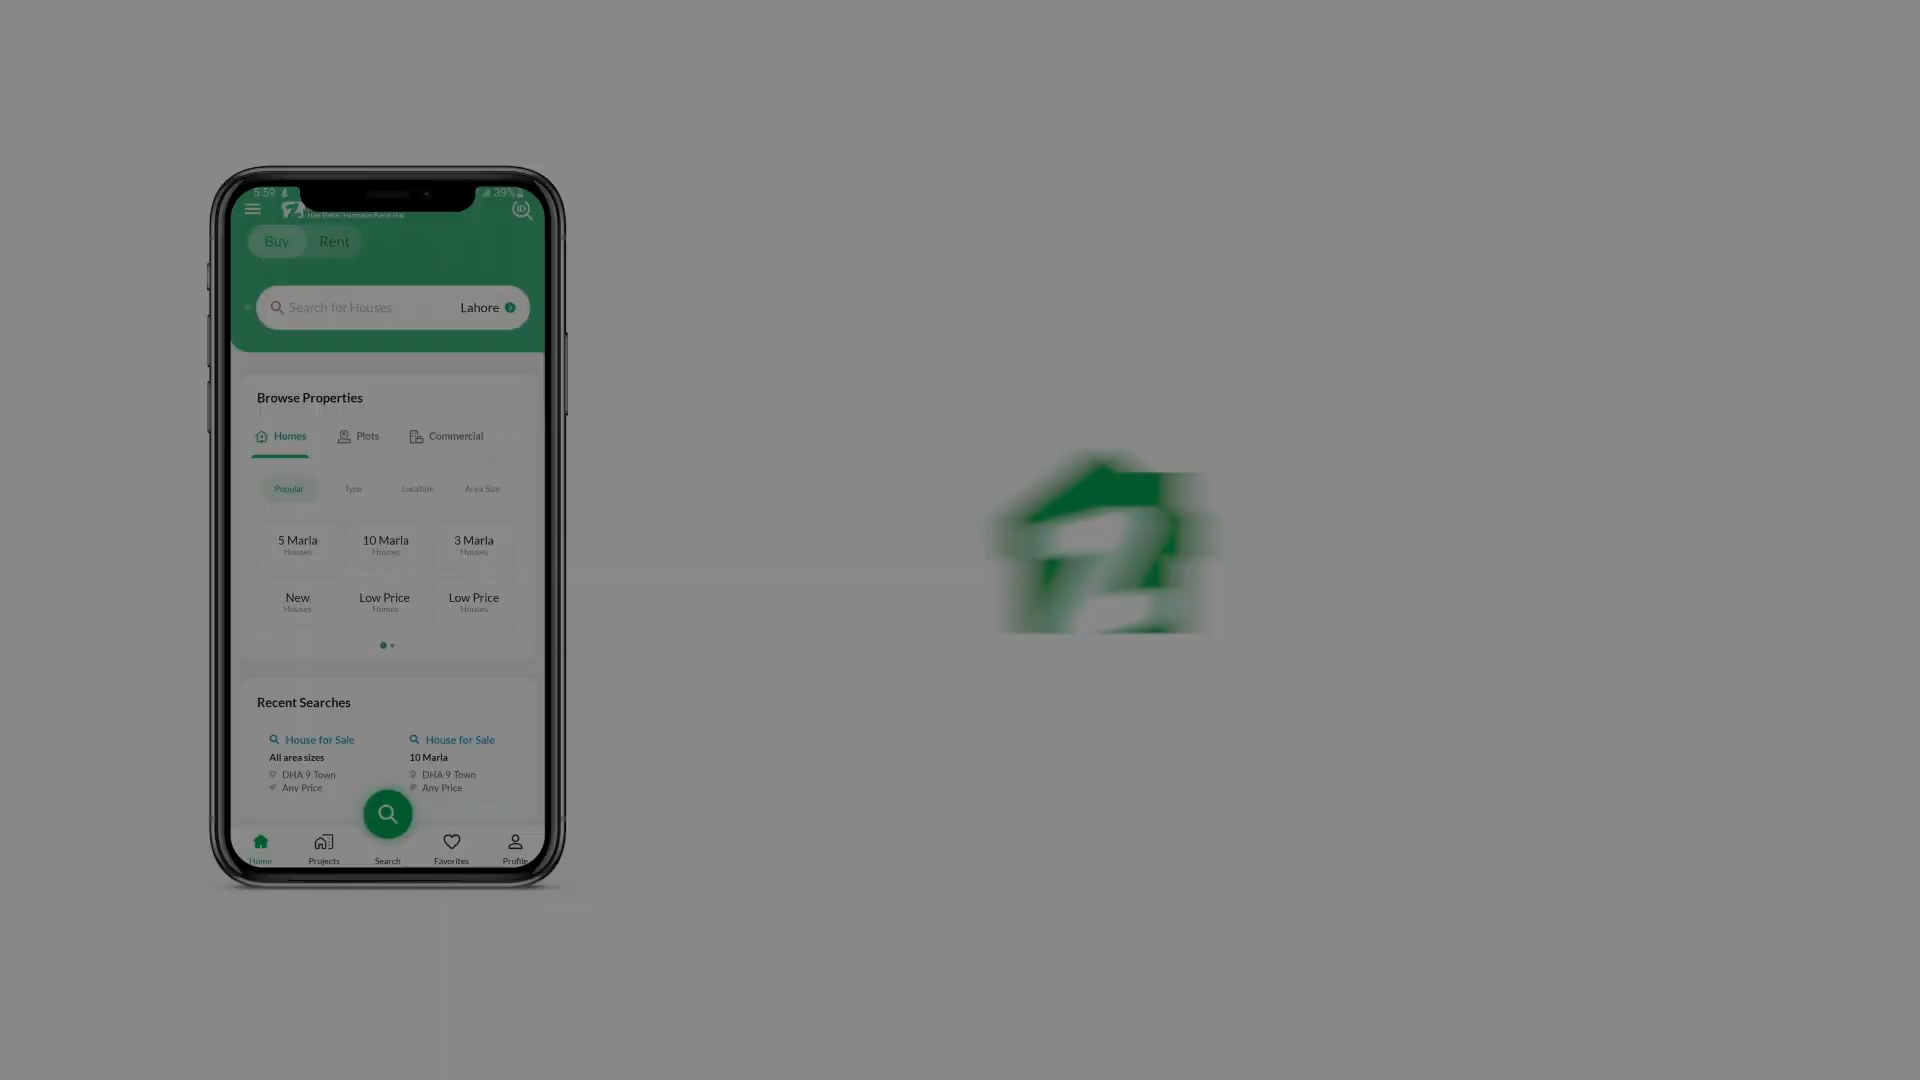 5:59 39%
Buy Rent
Search for Houses Lahore
Browse Properties
Homes Plots Commercial
Popular Type Location Area Size
5 Marla 10 Marla 3 Marla
Houses Houses Houses
New Low Price Low Price
Houses Homes Houses
Recent Searches
House for Sale House for Sale
All area sizes 10 Marla
DHA 9 Town DHA 9 Town
Any Price Any Price
Home Projects Search Favorites Profile